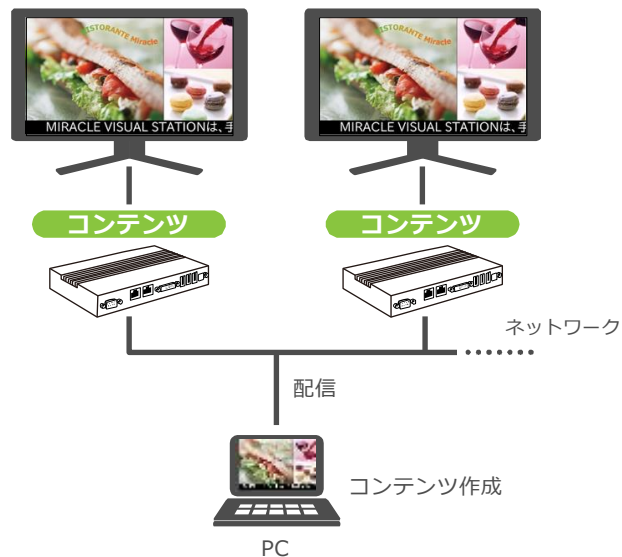 RISTORANTE Miracle
MIRACLE VISUAL STATIONは、手
RISTORANTE Miracle
MIRACLE VISUAL STATIONは、手
コンテンツ
コンテンツ
ネットワーク
配信
コンテンツ作成
PC